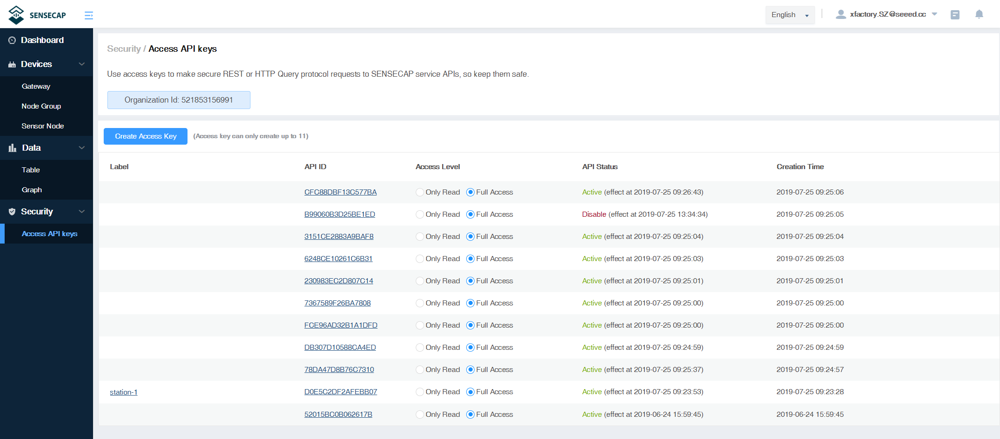 SENSECAP
English
xfactory.SZ@seeed.cc
Dashboard
Devices
Gateway
Node Group
Sensor Node
Data
Table
Graph
Security
Access API keys
Security / Access API keys
Use access keys to make secure REST or HTTP Query protocol requests to SENSECAP service APIs, so keep them safe.
Organization Id: 521853156991
Create Access Key (Access key can only create up to 11)
Label API ID Access Level API Status Creation Time
CFC88DBF13C577BA Only Read Full Access Active (effect at 2019-07-25 09:26:43) 2019-07-25 09:25:06
B99060B3D25BE1ED Only Read Full Access Disable (effect at 2019-07-25 13:34:34) 2019-07-25 09:25:05
3151CE2883A9BAF8 Only Read Full Access Active (effect at 2019-07-25 09:25:04) 2019-07-25 09:25:04
6248CE10261C6B31 Only Read Full Access Active (effect at 2019-07-25 09:25:03) 2019-07-25 09:25:03
230983EC2D807C14 Only Read Full Access Active (effect at 2019-07-25 09:25:01) 2019-07-25 09:25:01
7367589F26BA7808 Only Read Full Access Active (effect at 2019-07-25 09:25:00) 2019-07-25 09:25:00
FCE96AD32B1A1DFD Only Read Full Access Active (effect at 2019-07-25 09:25:00) 2019-07-25 09:25:00
DB307D10588CA4ED Only Read Full Access Active (effect at 2019-07-25 09:24:59) 2019-07-25 09:24:59
78DA47D8B76C7310 Only Read Full Access Active (effect at 2019-07-25 09:25:37) 2019-07-25 09:24:57
station-1 D0E5C2DF2AFEBB07 Only Read Full Access Active (effect at 2019-07-25 09:23:53) 2019-07-25 09:23:28
52015BC0B062617B Only Read Full Access Active (effect at 2019-06-24 15:59:45) 2019-06-24 15:59:45